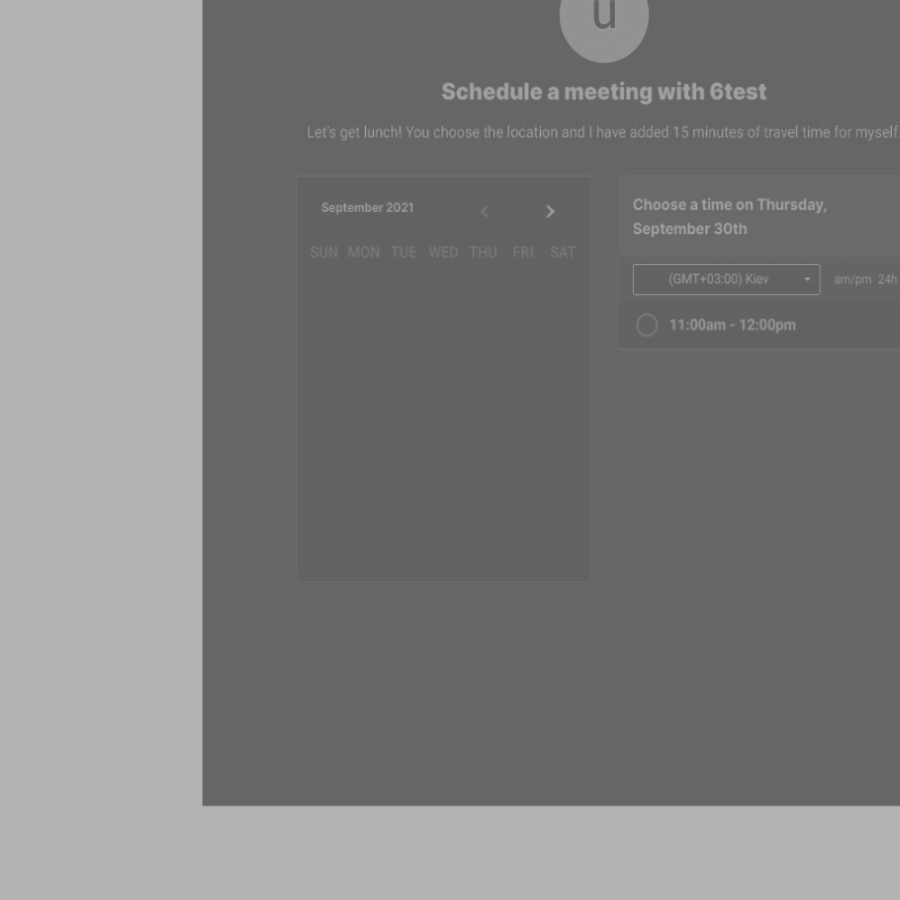 u
Schedule a meeting with 6test
Let's get lunch! You choose the location and I have added 15 minutes of travel time for myself.
September 2021
SUN MON TUE WED THU FRI SAT
Choose a time on Thursday,
September 30th
(GMT+03:00) Kiev
am/pm 24h
11:00am - 12:00pm